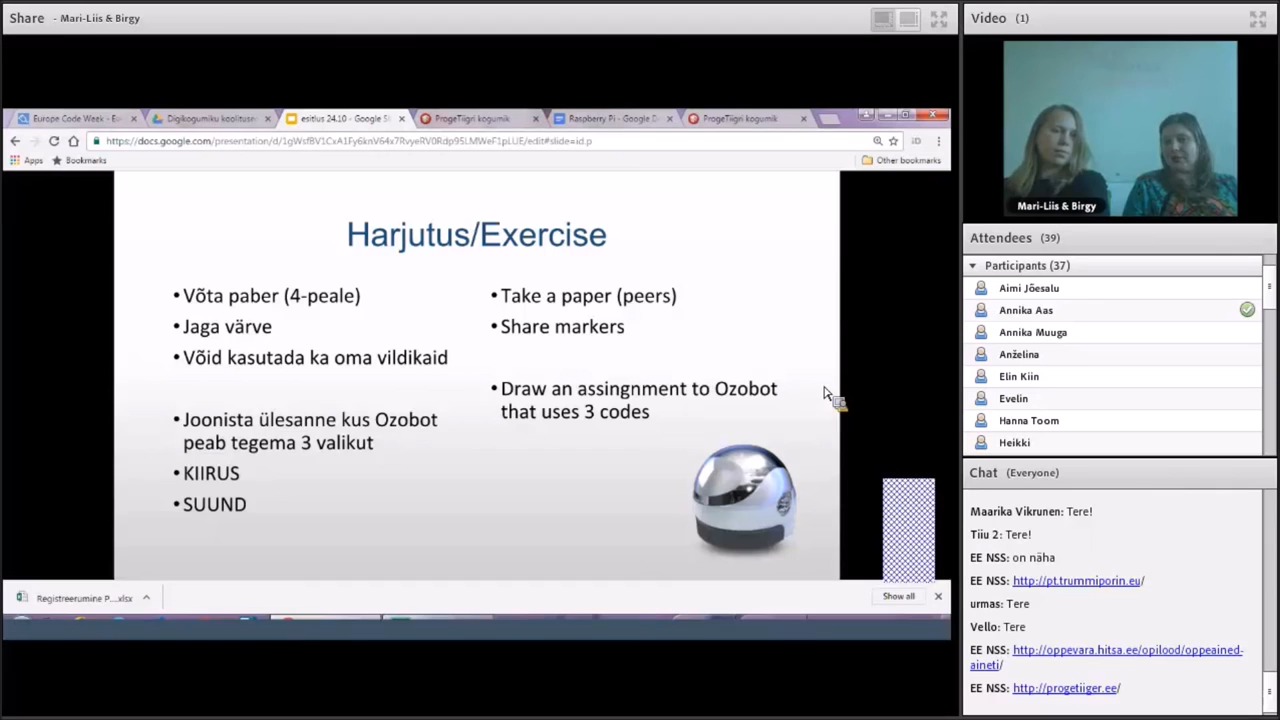 Share - Mari-Liis & Birgy
Europe Code Week - E
Digikogumiku koolituse
esitlus 24.10 - Google S
ProgeTiigri kogumik
Raspberry Pi - Google D
ProgeTiigri kogumik
Apps
Bookmarks
Other bookmarks
Harjutus/Exercise
• Võta paber (4-peale)
• Jaga värve
• Võid kasutada ka oma vildikaid
• Joonista ülesanne kus Ozobot
peab tegema 3 valikut
• KIIRUS
• SUUND
• Take a paper (peers)
• Share markers
• Draw an assingnment to Ozobot
that uses 3 codes
Registreerumine P....xlsx
Show all
Video (1)
Mari-Liis & Birgy
Attendees (39)
Participants (37)
Aimi Jõesalu
Annika Aas
Annika Muuga
Anželina
Elin Kiin
Evelin
Hanna Toom
Heikki
Chat (Everyone)
Maarika Vikrunen: Tere!
Tiiu 2: Tere!
EE NSS: on näha
EE NSS: http://pt.trummiporin.eu/
urmas: Tere
Vello: Tere
EE NSS: http://oppevara.hitsa.ee/opilood/oppeained-
aineti/
EE NSS: http://progetiiger.ee/